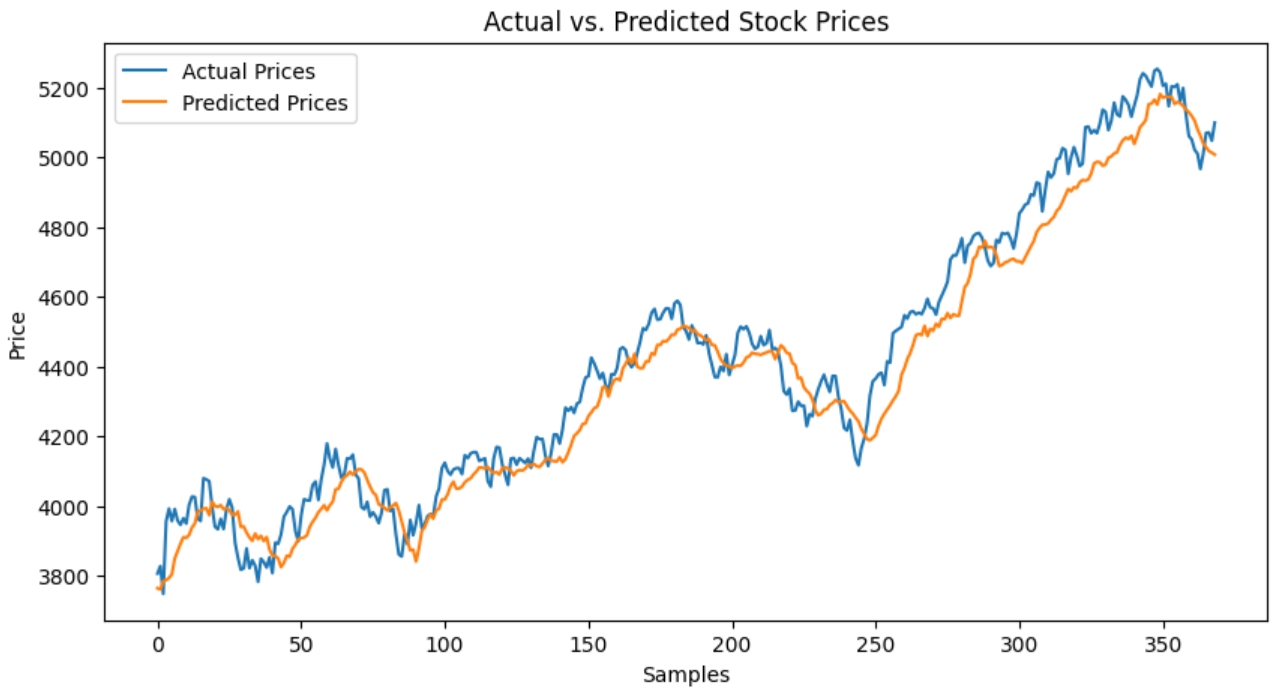 Actual vs. Predicted Stock Prices
Actual Prices
Predicted Prices
5200
5000
4800
4600
4400
4200
4000
3800
Price
0 50 100 150 200 250 300 350
Samples